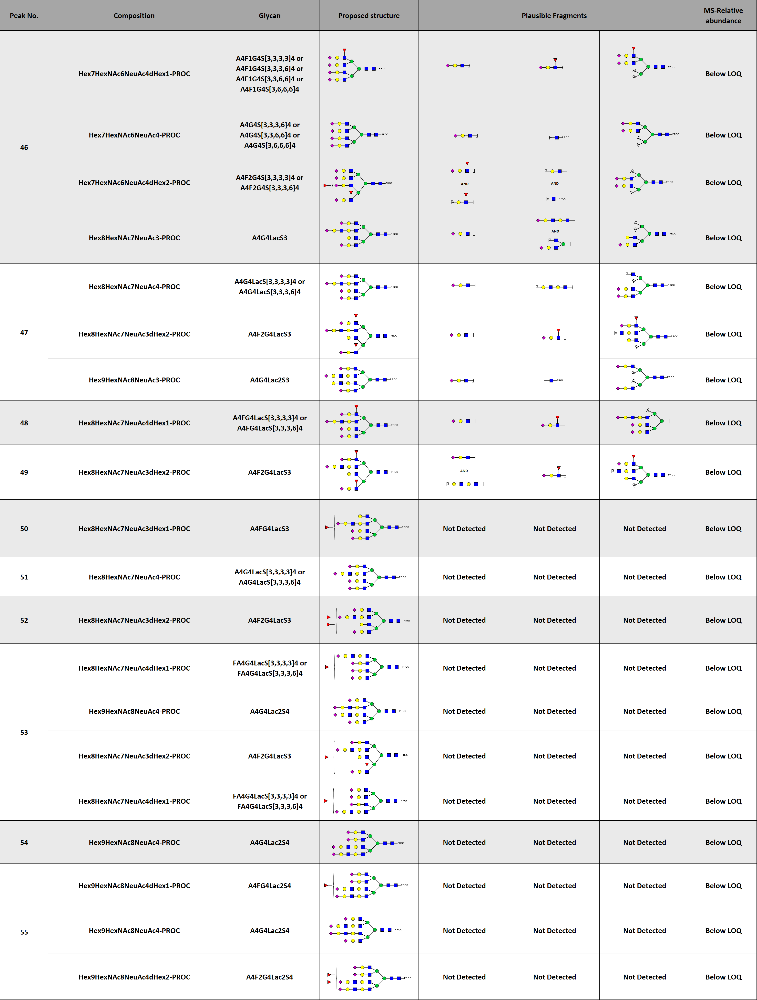 Peak No.
Composition
Glycan
Proposed structure
Plausible Fragments
MS-Relative
abundance
46
Hex7HexNAc6NeuAc4dHex1-PROC
A4F1G4S[3,3,3,3]4 or
A4F1G4S[3,3,3,6]4 or
A4F1G4S[3,3,6,6]4 or
A4F1G4S[3,6,6,6]4
PROC
PROC
Below LOQ
Hex7HexNAc6NeuAc4-PROC
A4G4S[3,3,3,6]4 or
A4G4S[3,3,6,6]4 or
A4G4S[3,6,6,6]4
PROC
PROC
PROC
Below LOQ
Hex7HexNAc6NeuAc4dHex2-PROC
A4F2G4S[3,3,3,3]4 or
A4F2G4S[3,3,3,6]4
PROC
AND
AND
PROC
PROC
Below LOQ
Hex8HexNAc7NeuAc3-PROC
A4G4LacS3
PROC
AND
PROC
Below LOQ
47
Hex8HexNAc7NeuAc4-PROC
A4G4LacS[3,3,3,3]4 or
A4G4LacS[3,3,3,6]4
PROC
PROC
Below LOQ
Hex8HexNAc7NeuAc3dHex2-PROC
A4F2G4LacS3
PROC
PROC
Below LOQ
Hex9HexNAc8NeuAc3-PROC
A4G4Lac2S3
PROC
PROC
PROC
Below LOQ
48
Hex8HexNAc7NeuAc4dHex1-PROC
A4FG4LacS[3,3,3,3]4 or
A4FG4LacS[3,3,3,6]4
PROC
Below LOQ
49
Hex8HexNAc7NeuAc3dHex2-PROC
A4F2G4LacS3
PROC
AND
PROC
Below LOQ
50
Hex8HexNAc7NeuAc3dHex1-PROC
A4FG4LacS3
PROC
Not Detected
Not Detected
Not Detected
Below LOQ
51
Hex8HexNAc7NeuAc4-PROC
A4G4LacS[3,3,3,3]4 or
A4G4LacS[3,3,3,6]4
PROC
Not Detected
Not Detected
Not Detected
Below LOQ
52
Hex8HexNAc7NeuAc3dHex2-PROC
A4F2G4LacS3
PROC
Not Detected
Not Detected
Not Detected
Below LOQ
53
Hex8HexNAc7NeuAc4dHex1-PROC
FA4G4LacS[3,3,3,3]4 or
FA4G4LacS[3,3,3,6]4
PROC
Not Detected
Not Detected
Not Detected
Below LOQ
Hex9HexNAc8NeuAc4-PROC
A4G4Lac2S4
PROC
Not Detected
Not Detected
Not Detected
Below LOQ
Hex8HexNAc7NeuAc3dHex2-PROC
A4F2G4LacS3
PROC
Not Detected
Not Detected
Not Detected
Below LOQ
Hex8HexNAc7NeuAc4dHex1-PROC
FA4G4LacS[3,3,3,3]4 or
FA4G4LacS[3,3,3,6]4
PROC
Not Detected
Not Detected
Not Detected
Below LOQ
54
Hex9HexNAc8NeuAc4-PROC
A4G4Lac2S4
PROC
Not Detected
Not Detected
Not Detected
Below LOQ
55
Hex9HexNAc8NeuAc4dHex1-PROC
A4FG4Lac2S4
PROC
Not Detected
Not Detected
Not Detected
Below LOQ
Hex9HexNAc8NeuAc4-PROC
A4G4Lac2S4
PROC
Not Detected
Not Detected
Not Detected
Below LOQ
Hex9HexNAc8NeuAc4dHex2-PROC
A4F2G4Lac2S4
PROC
Not Detected
Not Detected
Not Detected
Below LOQ